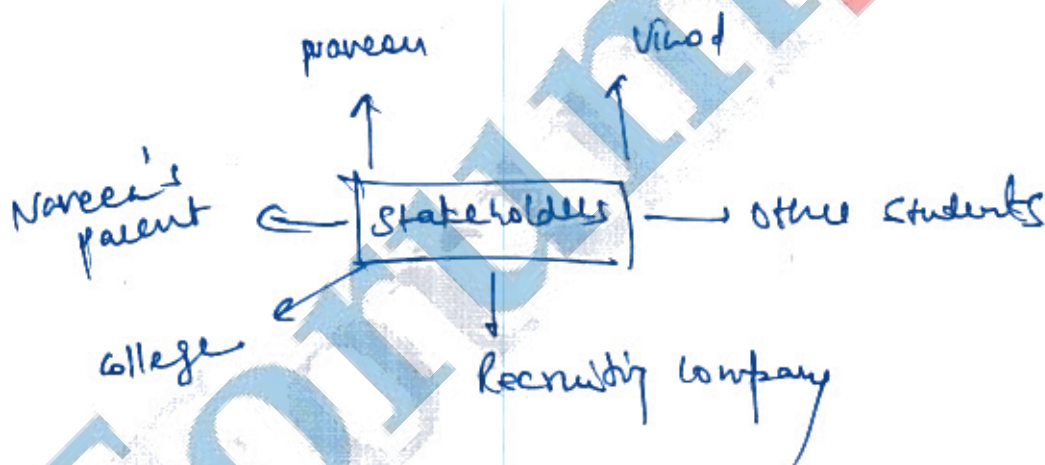 praveen
Vinod
Naveen's
parent
Stakeholders
Other Students
College
Recruiting Company